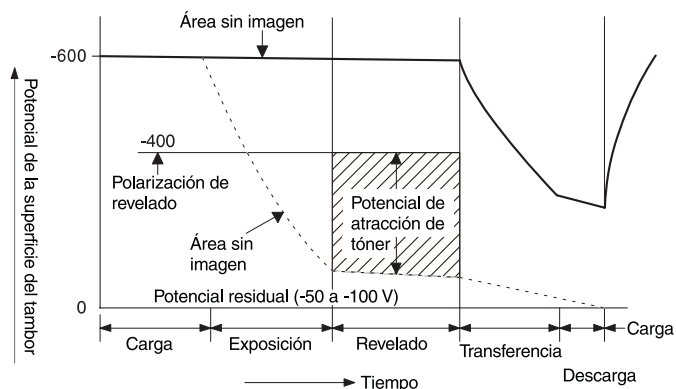 Área sin imagen
-600
Potencial de la superficie del tambor
-400
Polarización de
revelado
Potencial de
atracción de
tóner
Área sin
imagen
Potencial residual (-50 a -100 V)
0
Carga
Exposición
Revelado
Transferencia
Carga
Descarga
Tiempo